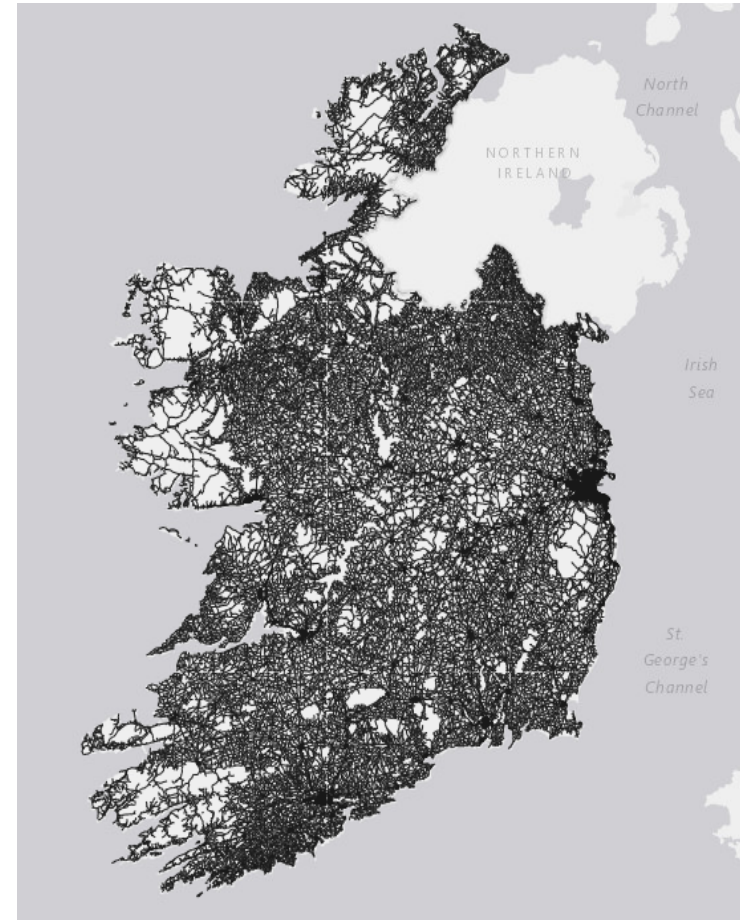 North
Channel
NORTHERN
IRELAND
Irish
Sea
St.
George's
Channel